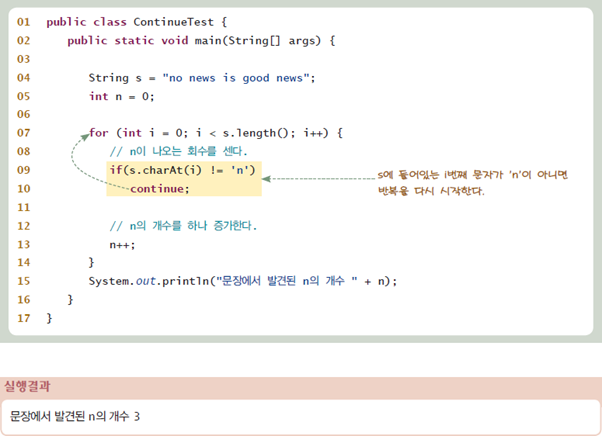 01 public class ContinueTest {
02 public static void main(String[] args) {
03
04 String s = "no news is good news";
05 int n = 0;
06
07 for (int i = 0; i < s.length(); i++) {
08 // n이 나오는 회수를 센다.
09 if(s.charAt(i) != 'n')
10 continue;
s에 들어있는 i번째 문자가 'n'이 아니면
반복을 다시 시작한다.
11
12 // n의 개수를 하나 증가한다.
13 n++;
14 }
15 System.out.println("문장에서 발견된 n의 개수 " + n);
16 }
17 }
실행결과
문장에서 발견된 n의 개수 3